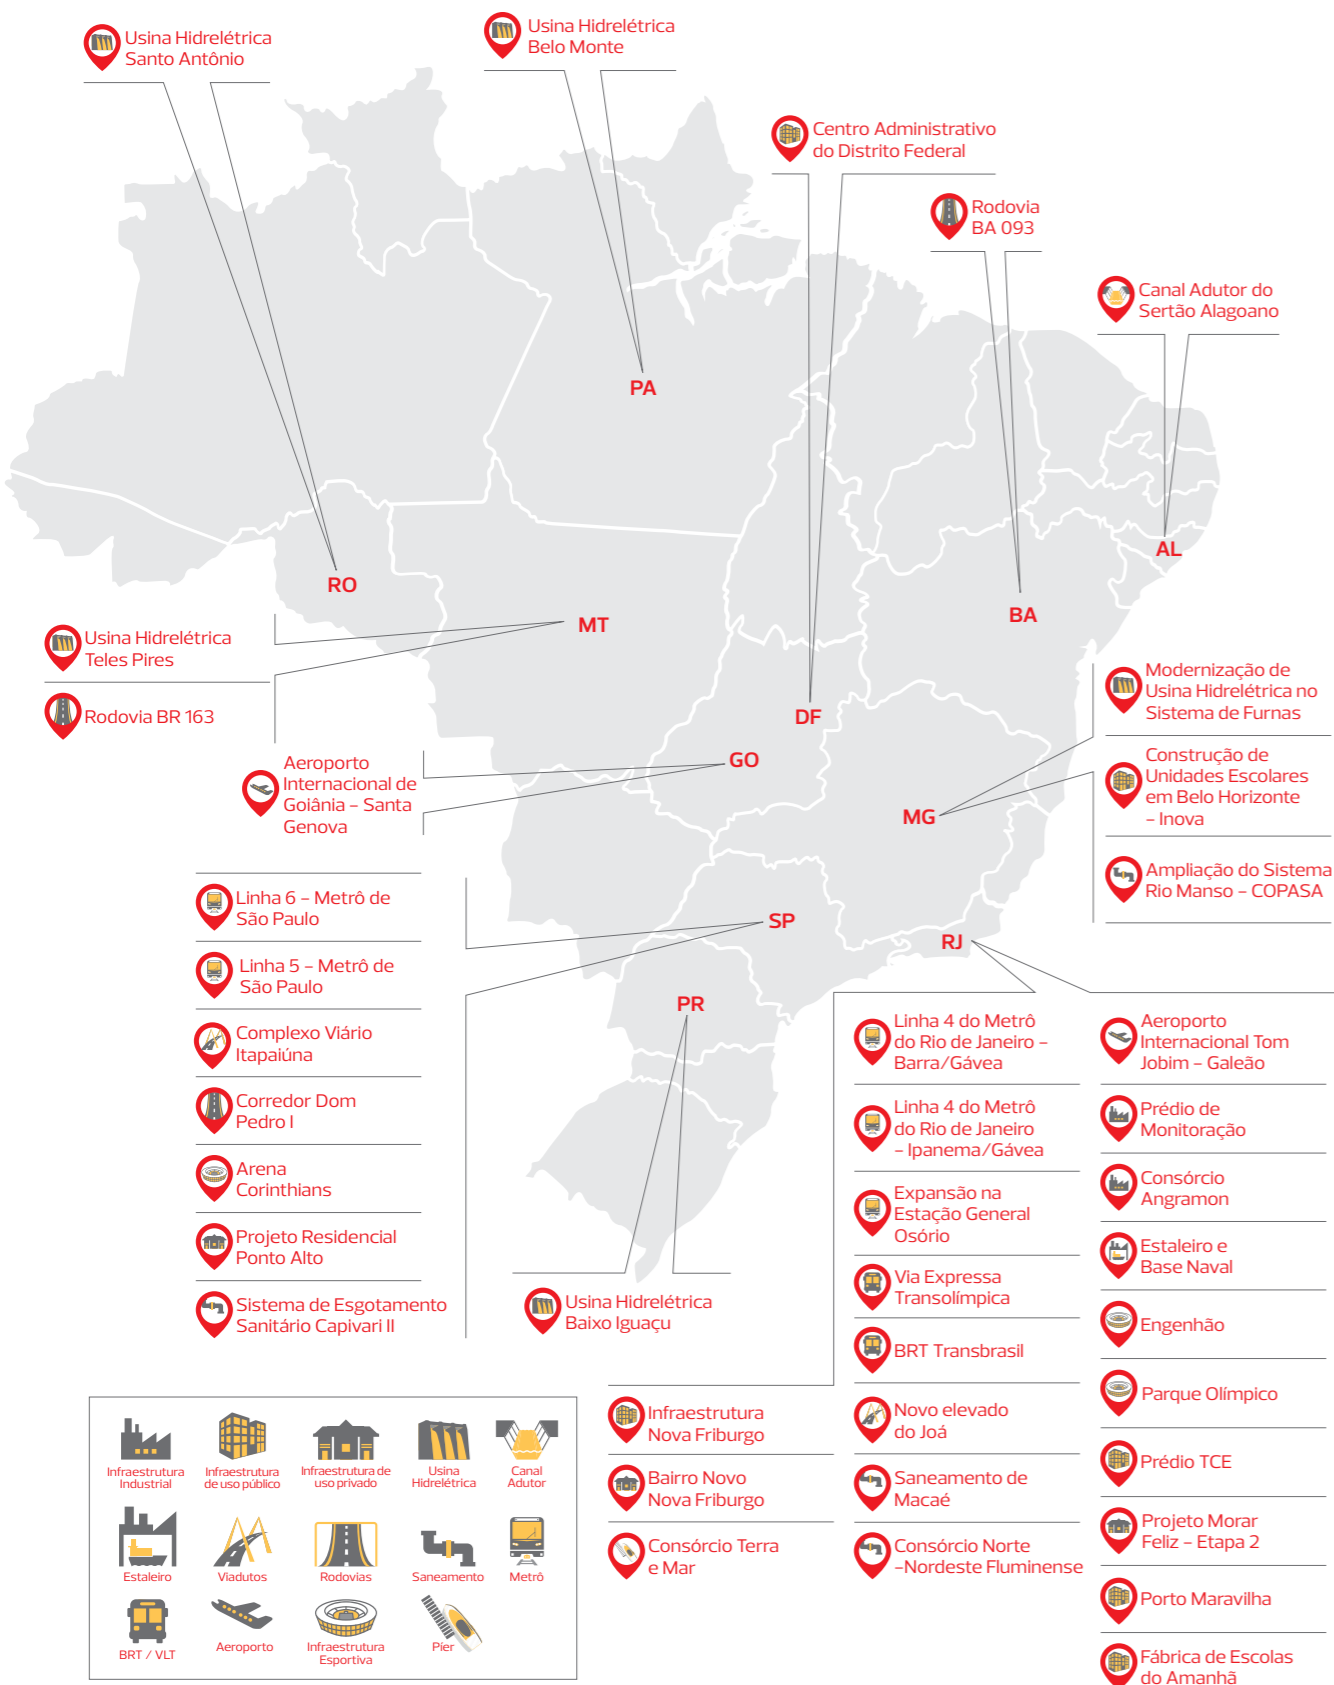 Usina Hidrelétrica
Santo Antônio
Usina Hidrelétrica
Belo Monte
Centro Administrativo
do Distrito Federal
Rodovia
BA 093
Canal Adutor do
Sertão Alagoano
PA
AL
RO
BA
MT
Usina Hidrelétrica
Teles Pires
Rodovia BR 163
DF
GO
Aeroporto
Internacional de
Goiânia – Santa
Genova
MG
Modernização de
Usina Hidrelétrica no
Sistema de Furnas
Construção de
Unidades Escolares
em Belo Horizonte
– Inova
Ampliação do Sistema
Rio Manso – COPASA
SP
RJ
PR
Linha 6 – Metrô de
São Paulo
Linha 5 – Metrô de
São Paulo
Complexo Viário
Itapaiúna
Corredor Dom
Pedro I
Arena
Corinthians
Projeto Residencial
Ponto Alto
Sistema de Esgotamento
Sanitário Capivari II
Usina Hidrelétrica
Baixo Iguaçu
Linha 4 do Metrô
do Rio de Janeiro –
Barra/Gávea
Linha 4 do Metrô
do Rio de Janeiro
– Ipanema/Gávea
Expansão na
Estação General
Osório
Via Expressa
Transolímpica
BRT Transbrasil
Novo elevado
do Joá
Saneamento de
Macaé
Consórcio Norte
–Nordeste Fluminense
Aeroporto
Internacional Tom
Jobim – Galeão
Prédio de
Monitoração
Consórcio
Angramon
Estaleiro e
Base Naval
Engenhão
Parque Olímpico
Prédio TCE
Projeto Morar
Feliz – Etapa 2
Porto Maravilha
Fábrica de Escolas
do Amanhã
Infraestrutura
Nova Friburgo
Bairro Novo
Nova Friburgo
Consórcio Terra
e Mar
Infraestrutura
Industrial
Infraestrutura
de uso público
Infraestrutura de
uso privado
Usina
Hidrelétrica
Canal
Adutor
Estaleiro
Viadutos
Rodovias
Saneamento
Metrô
BRT / VLT
Aeroporto
Infraestrutura
Esportiva
Píer